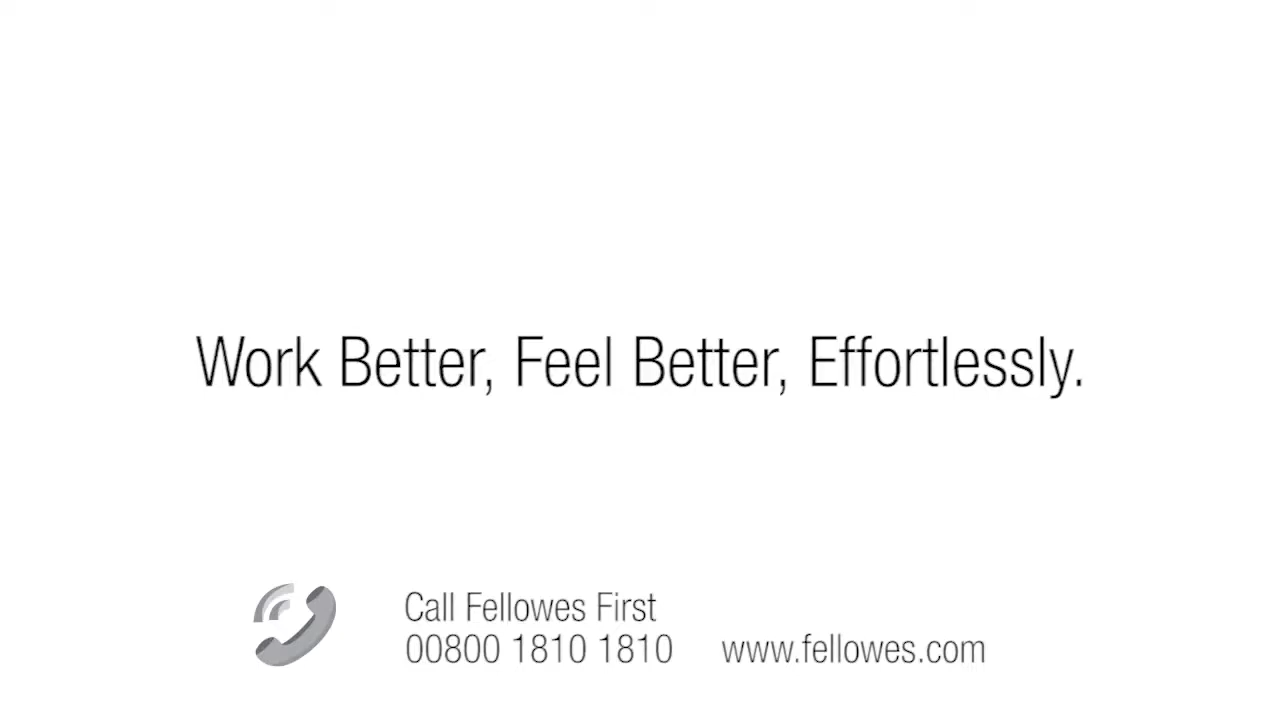 Work Better, Feel Better, Effortlessly.
Call Fellowes First
00800 1810 1810 www.fellowes.com